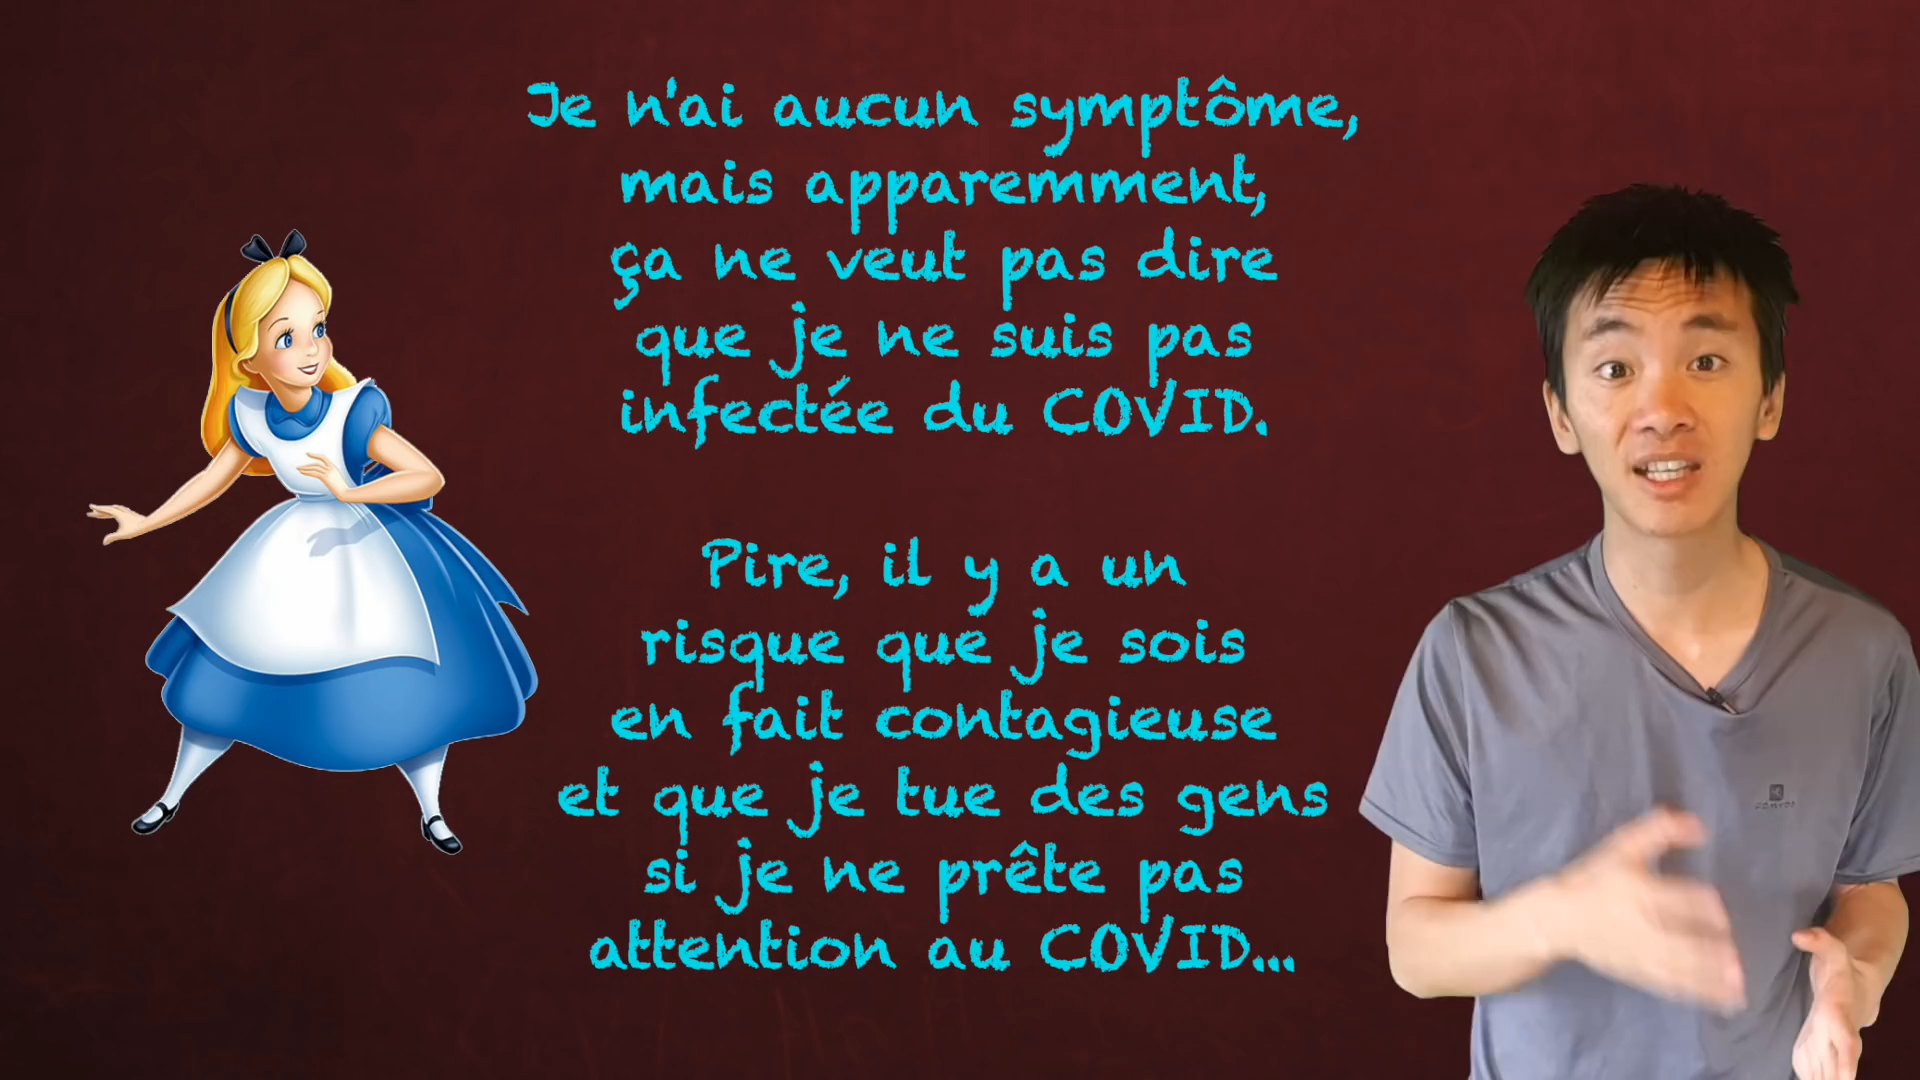 Je n'ai aucun symptôme,
mais apparemment,
ça ne veut pas dire
que je ne suis pas
infectée du COVID.
Pire, il y a un
risque que je sois
en fait contagieuse
et que je tue des gens
si je ne prête pas
attention au COVID...
DOMYOS